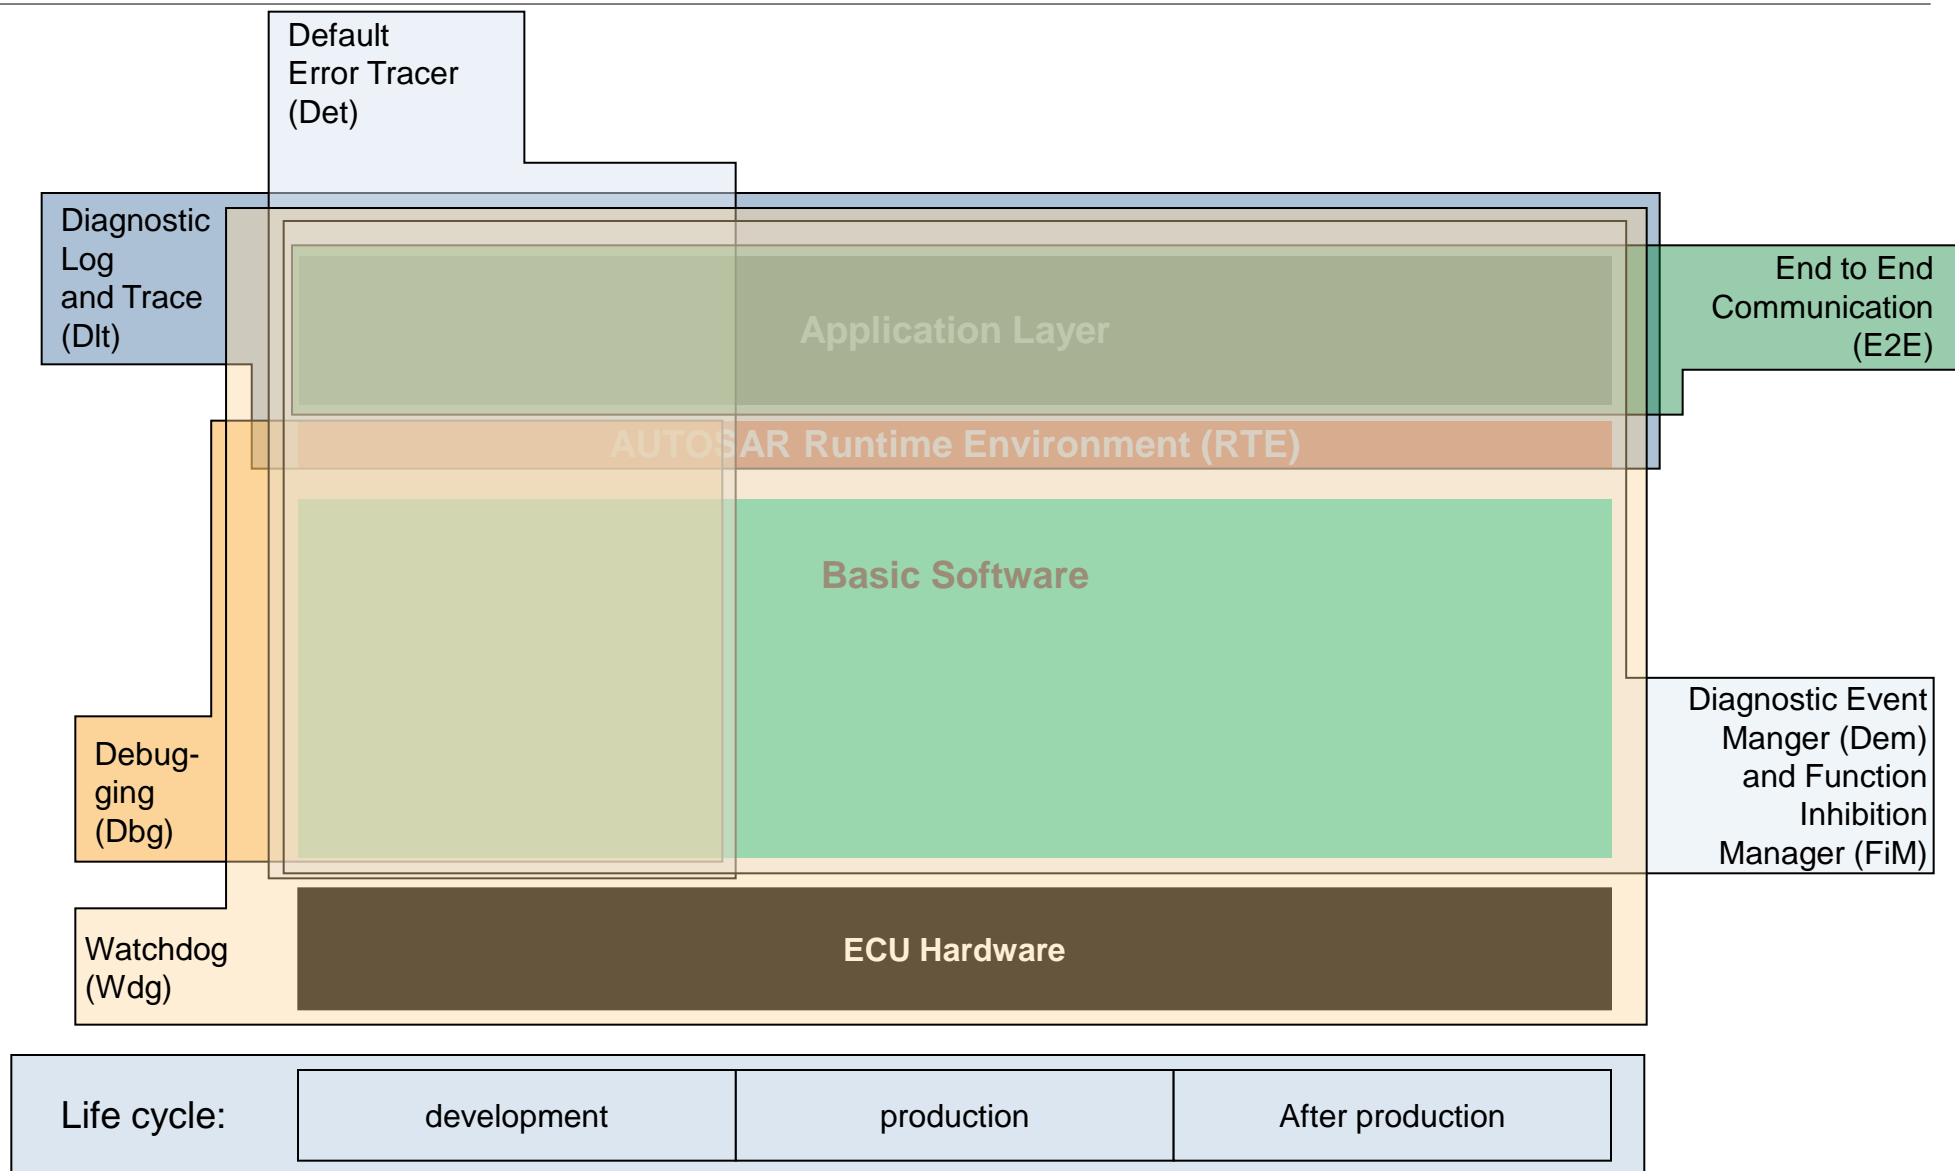 Default
Error Tracer
(Det)
Diagnostic
Log
and Trace
(Dlt)
End to End
Communication
(E2E)
Application Layer
AUTOSAR Runtime Environment (RTE)
Basic Software
Diagnostic Event
Manger (Dem)
and Function
Inhibition
Manager (FiM)
Debug-
ging
(Dbg)
Watchdog
(Wdg)
ECU Hardware
Life cycle:
development
production
After production